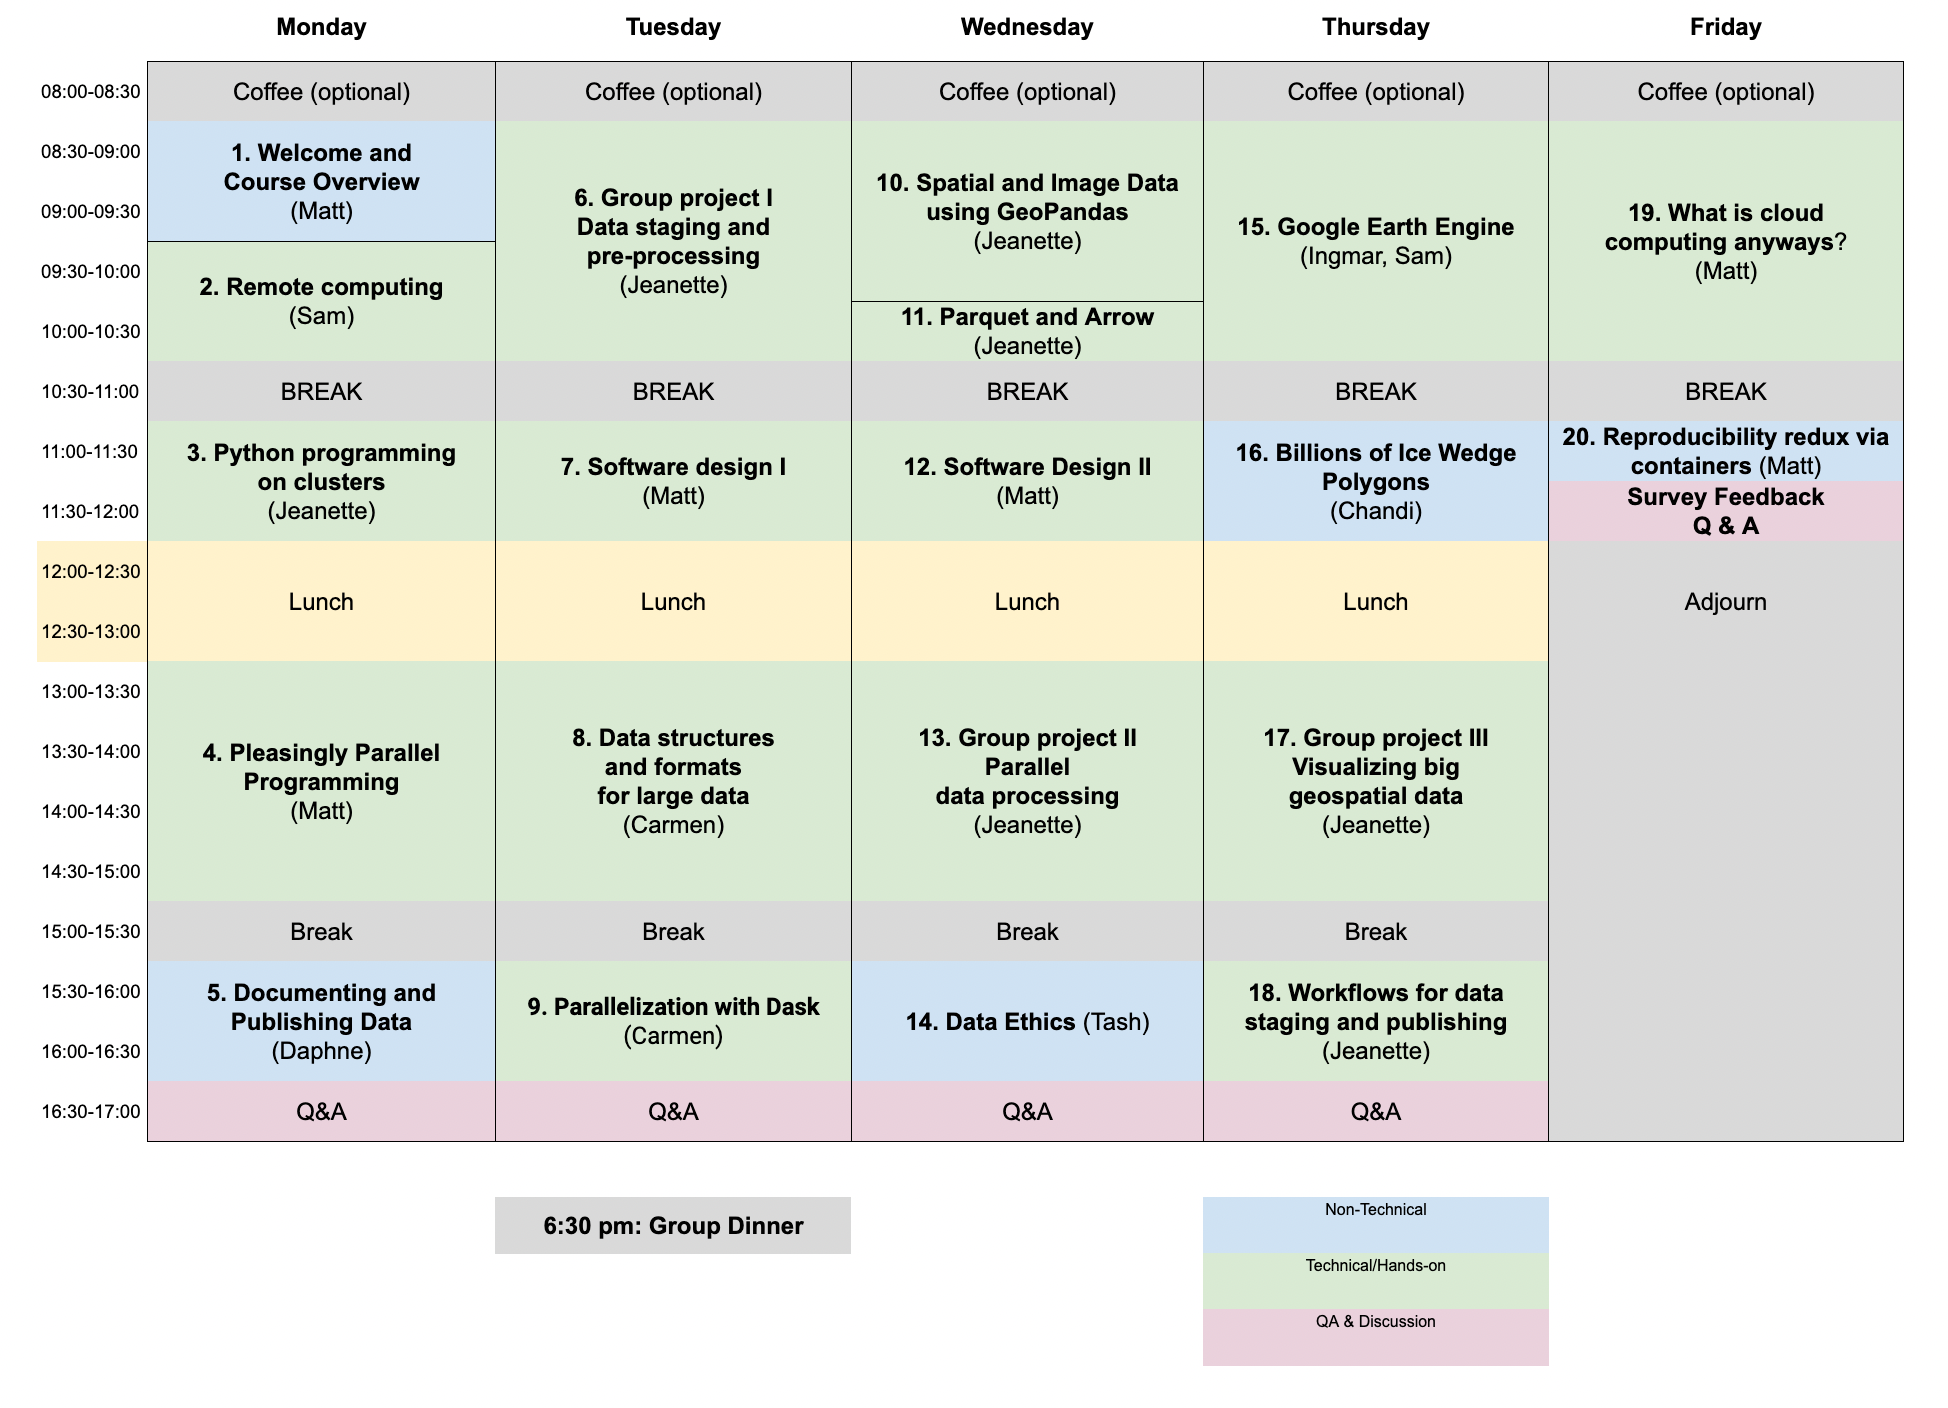 Monday
Tuesday
Wednesday
Thursday
Friday
08:00-08:30
Coffee (optional)
Coffee (optional)
Coffee (optional)
Coffee (optional)
Coffee (optional)
08:30-09:00
09:00-09:30
09:30-10:00
10:00-10:30
1. Welcome and
Course Overview
(Matt)
2. Remote computing
(Sam)
6. Group project I
Data staging and
pre-processing
(Jeanette)
10. Spatial and Image Data
using GeoPandas
(Jeanette)
11. Parquet and Arrow
(Jeanette)
15. Google Earth Engine
(Ingmar, Sam)
19. What is cloud
computing anyways?
(Matt)
10:30-11:00
BREAK
BREAK
BREAK
BREAK
BREAK
11:00-11:30
11:30-12:00
3. Python programming
on clusters
(Jeanette)
7. Software design I
(Matt)
12. Software Design II
(Matt)
16. Billions of Ice Wedge
Polygons
(Chandi)
20. Reproducibility redux via
containers (Matt)
Survey Feedback
Q & A
12:00-12:30
12:30-13:00
Lunch
Lunch
Lunch
Lunch
Adjourn
13:00-13:30
13:30-14:00
14:00-14:30
14:30-15:00
4. Pleasingly Parallel
Programming
(Matt)
8. Data structures
and formats
for large data
(Carmen)
13. Group project II
Parallel
data processing
(Jeanette)
17. Group project III
Visualizing big
geospatial data
(Jeanette)
15:00-15:30
Break
Break
Break
Break
15:30-16:00
16:00-16:30
5. Documenting and
Publishing Data
(Daphne)
9. Parallelization with Dask
(Carmen)
14. Data Ethics (Tash)
18. Workflows for data
staging and publishing
(Jeanette)
16:30-17:00
Q&A
Q&A
Q&A
Q&A
6:30 pm: Group Dinner
Non-Technical
Technical/Hands-on
QA & Discussion